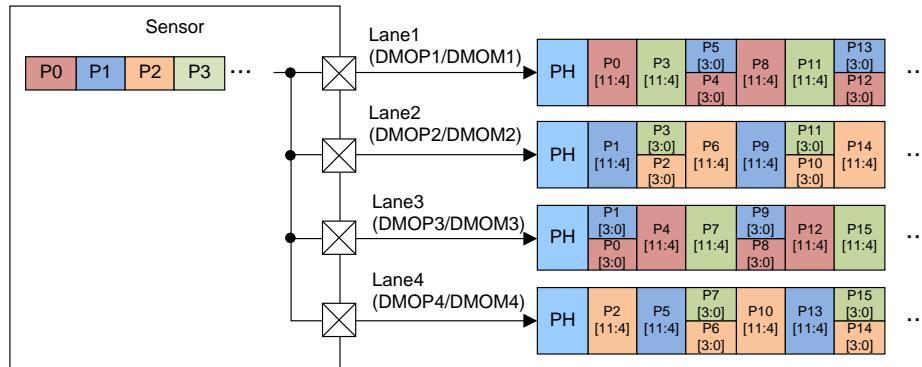 Sensor
P0 P1 P2 P3 ...
Lane1
(DMOP1/DMOM1)
PH
P0
[11:4]
P3
[11:4]
P5
[3:0]
P4
[3:0]
P8
[11:4]
P11
[11:4]
P13
[3:0]
P12
[3:0]
..
Lane2
(DMOP2/DMOM2)
PH
P1
[11:4]
P3
[3:0]
P2
[3:0]
P6
[11:4]
P9
[11:4]
P11
[3:0]
P10
[3:0]
P14
[11:4]
..
Lane3
(DMOP3/DMOM3)
PH
P1
[3:0]
P0
[3:0]
P4
[11:4]
P7
[11:4]
P9
[3:0]
P8
[3:0]
P12
[11:4]
P15
[11:4]
..
Lane4
(DMOP4/DMOM4)
PH
P2
[11:4]
P5
[11:4]
P7
[3:0]
P6
[3:0]
P10
[11:4]
P13
[11:4]
P15
[3:0]
P14
[3:0]
..